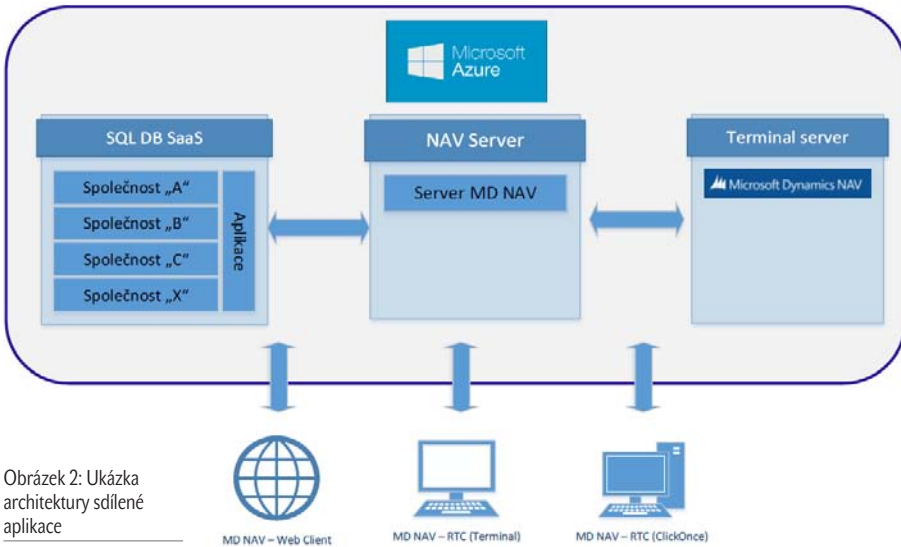 Microsoft
Azure
SQL DB SaaS
Společnost „A“
Společnost „B“
Společnost „C“
Společnost „X“
Aplikace
NAV Server
Server MD NAV
Terminal server
Microsoft Dynamics NAV
Obrázek 2: Ukázka
architektury sdílené
aplikace
MD NAV – Web Client
MD NAV – RTC (Terminal)
MD NAV – RTC (ClickOnce)